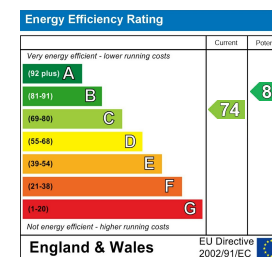 Energy Efficiency Rating
Current
Very energy efficient - lower running costs
(92 plus) A
(81-91) B
(69-80) C
74
(55-68) D
(39-54) E
(21-38) F
(1-20) G
Not energy efficient - higher running costs
England & Wales
EU Directive
2002/91/EC